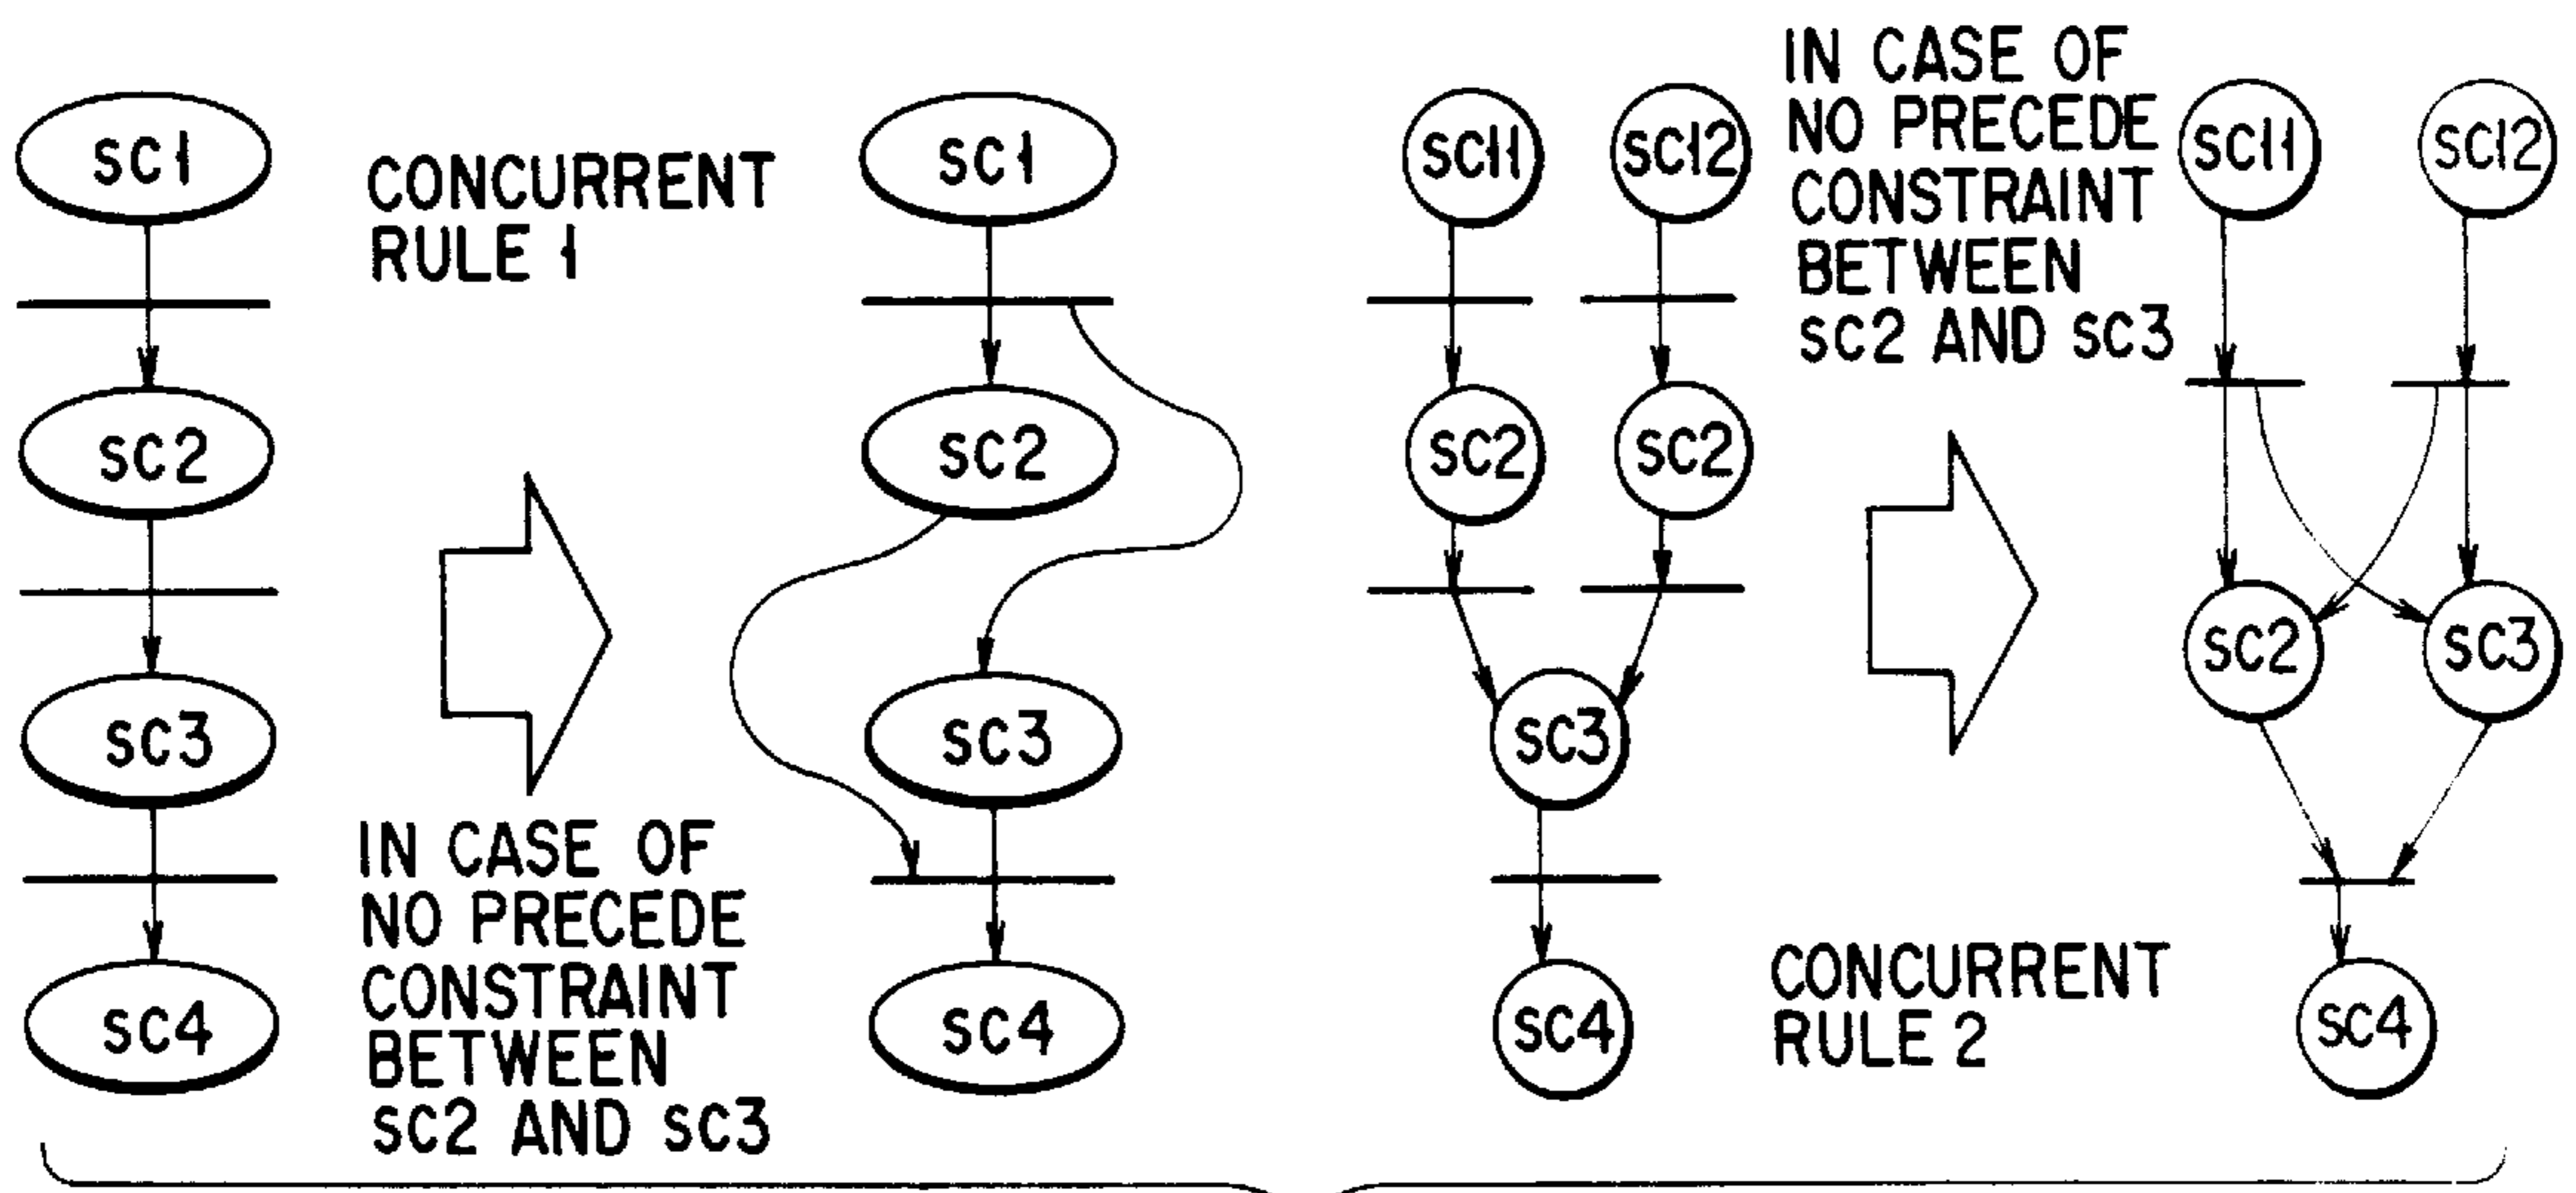 sc1
sc2
sc3
sc4
CONCURRENT
RULE 1
IN CASE OF
NO PRECEDE
CONSTRAINT
BETWEEN
sc2 AND sc3
sc1
sc2
sc3
sc4
sc11
sc12
sc2
sc2
sc3
sc4
IN CASE OF
NO PRECEDE
CONSTRAINT
BETWEEN
sc2 AND sc3
CONCURRENT
RULE 2
sc11
sc12
sc2
sc3
sc4